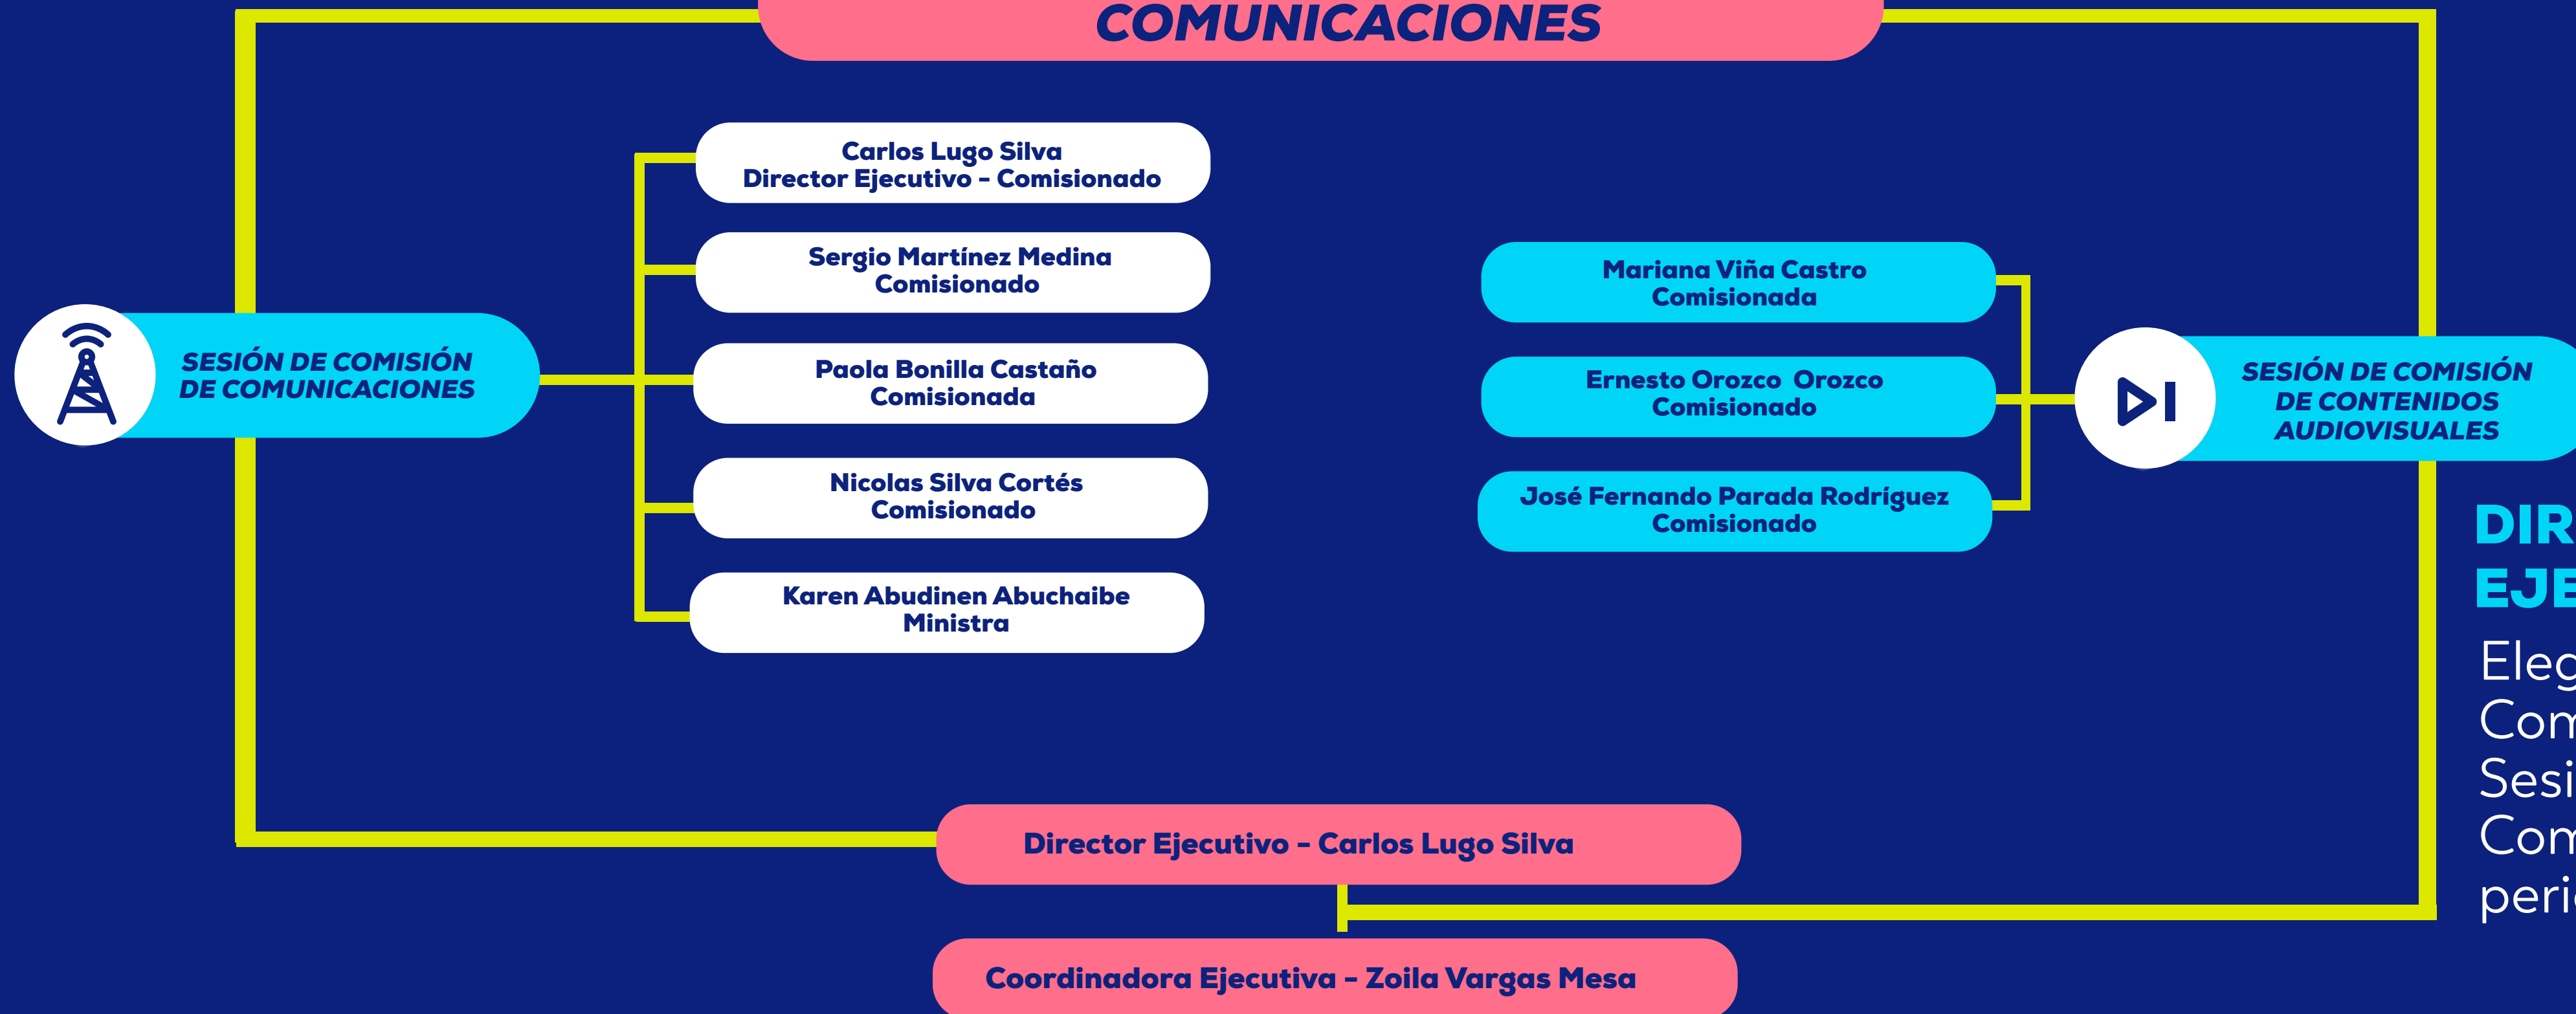 COMUNICACIONES
SESIÓN DE COMISIÓN
DE COMUNICACIONES
Carlos Lugo Silva
Director Ejecutivo - Comisionado
Sergio Martínez Medina
Comisionado
Paola Bonilla Castaño
Comisionada
Nicolas Silva Cortés
Comisionado
Karen Abudinen Abuchaibe
Ministra
Mariana Viña Castro
Comisionada
Ernesto Orozco Orozco
Comisionado
José Fernando Parada Rodríguez
Comisionado
SESIÓN DE COMISIÓN
DE CONTENIDOS
AUDIOVISUALES
Director Ejecutivo - Carlos Lugo Silva
Coordinadora Ejecutiva - Zoila Vargas Mesa